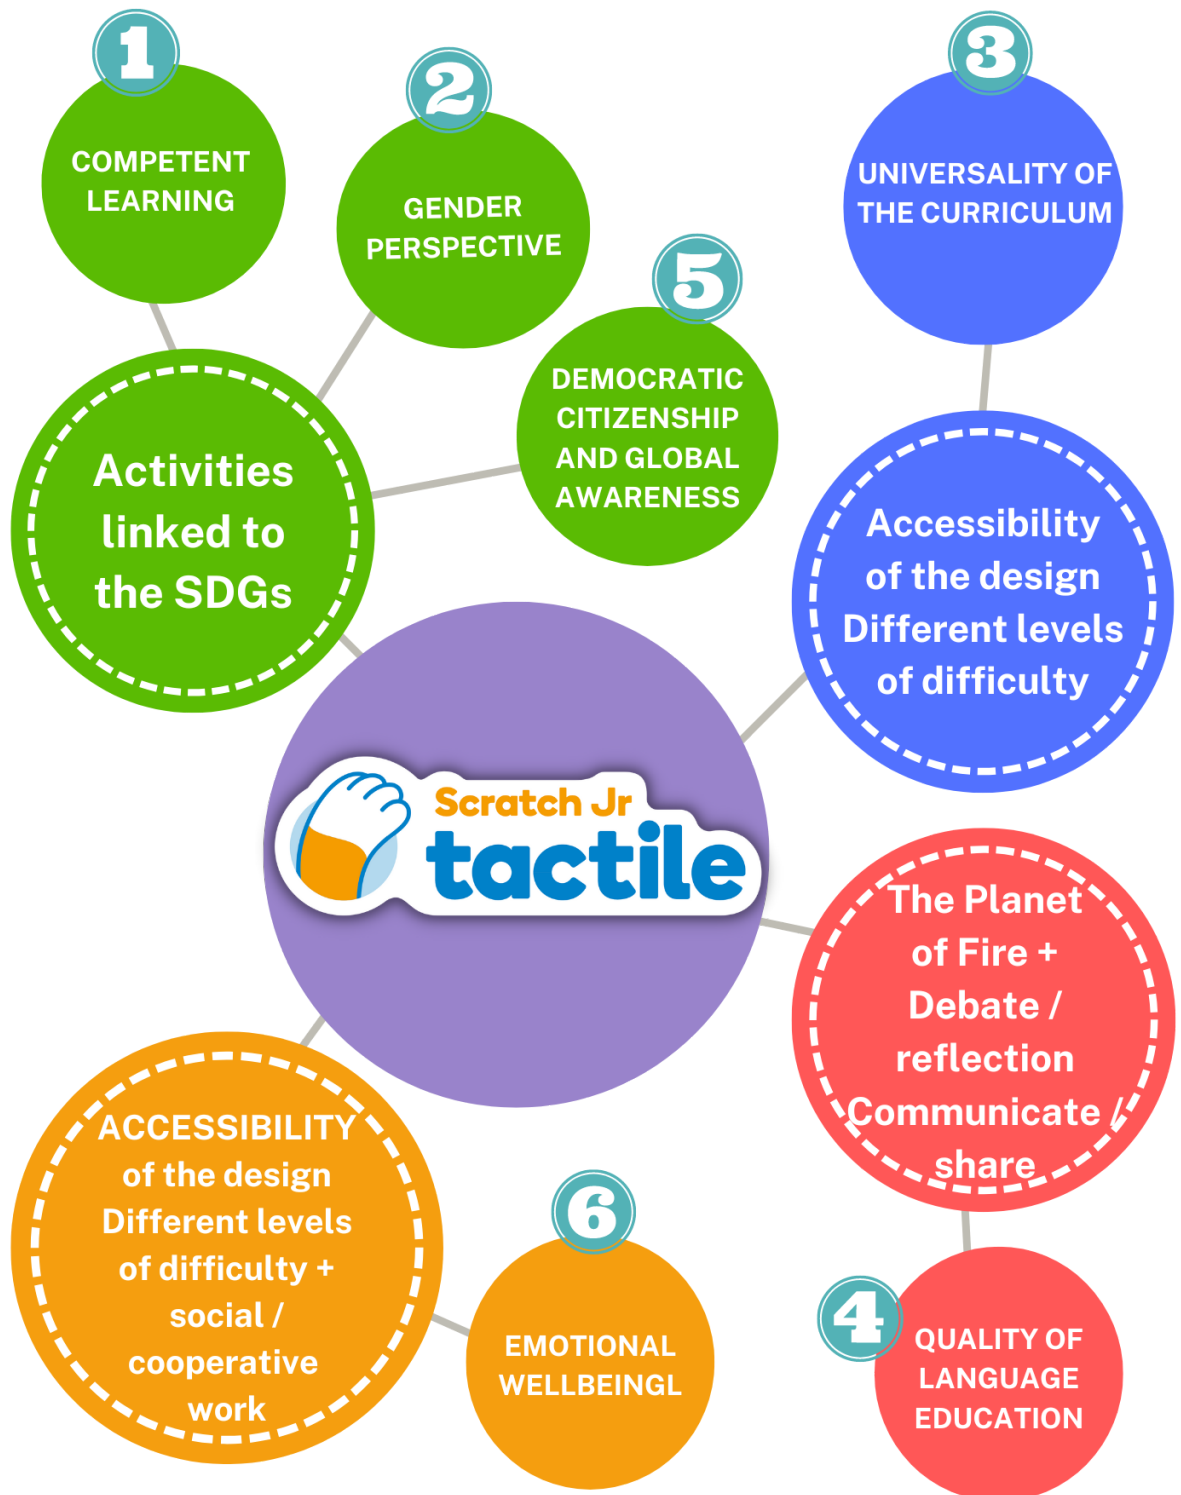 1
COMPETENT
LEARNING
2
GENDER
PERSPECTIVE
3
UNIVERSALITY OF
THE CURRICULUM
5
DEMOCRATIC
CITIZENSHIP
AND GLOBAL
AWARENESS
Activities
linked to
the SDGs
Accessibility
of the design
Different levels
of difficulty
Scratch Jr
tactile
The Planet
of Fire +
Debate /
reflection
Communicate /
share
ACCESSIBILITY
of the design
Different levels
of difficulty +
social /
cooperative
work
6
EMOTIONAL
WELLBEINGL
4
QUALITY OF
LANGUAGE
EDUCATION